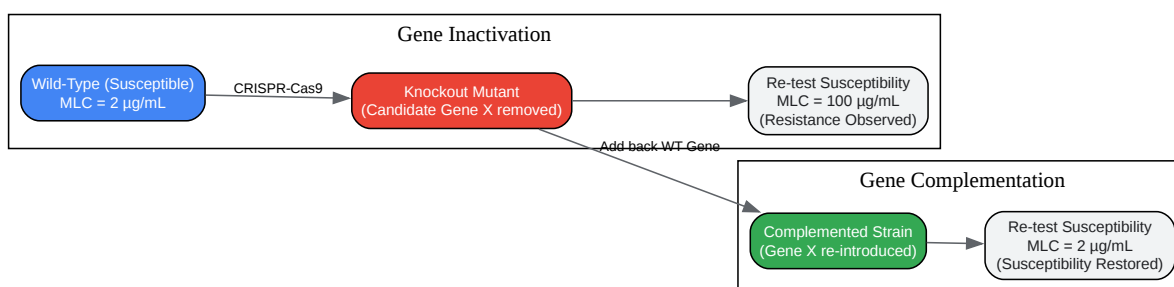 Gene Inactivation
Wild-Type (Susceptible)
MLC = 2 µg/mL
CRISPR-Cas9
Knockout Mutant
(Candidate Gene X removed)
Re-test Susceptibility
MLC = 100 µg/mL
(Resistance Observed)
Add back WT Gene
Gene Complementation
Complemented Strain
(Gene X re-introduced)
Re-test Susceptibility
MLC = 2 µg/mL
(Susceptibility Restored)